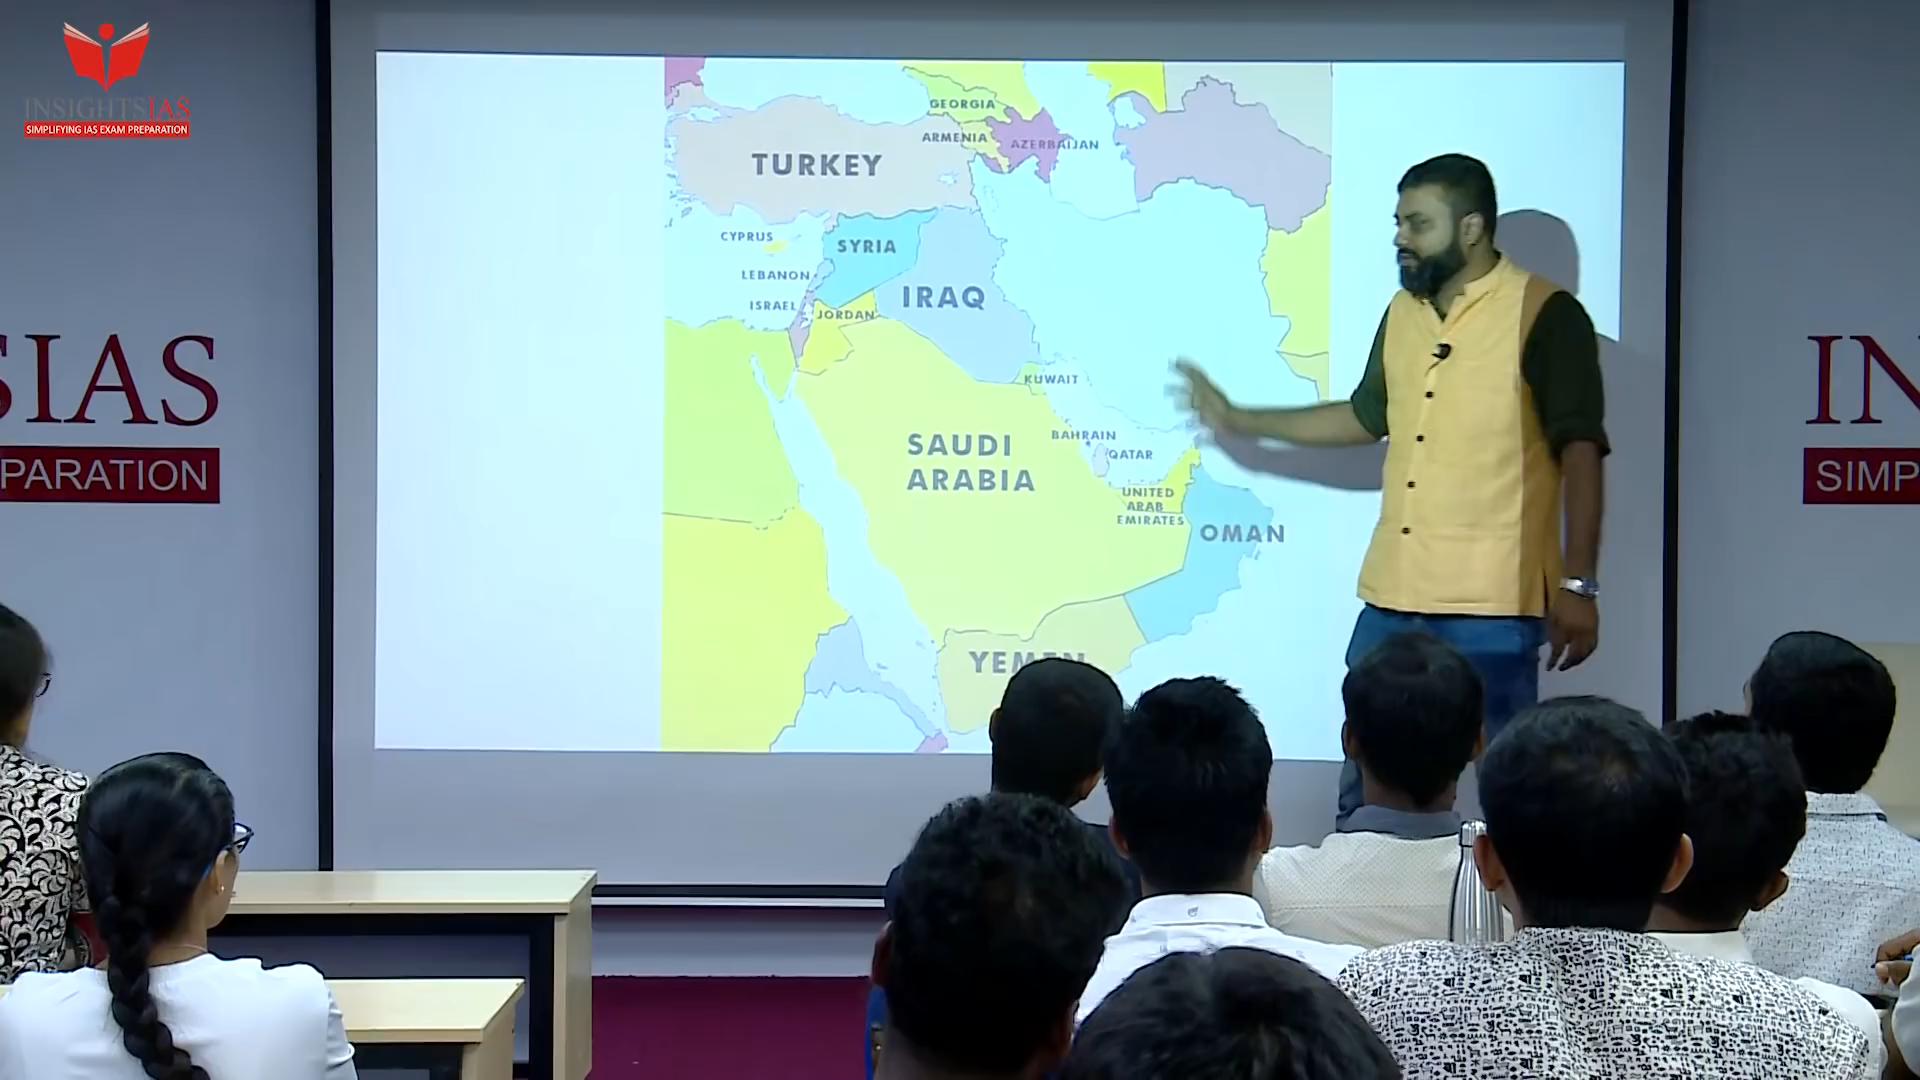 INSIGHTSIAS
SIMPLIFYING IAS EXAM PREPARATION
SIAS
PARATION
IN
SIMP
GEORGIA
ARMENIA
AZERBAIJAN
TURKEY
CYPRUS
SYRIA
LEBANON
ISRAEL
JORDAN
IRAQ
KUWAIT
SAUDI
ARABIA
BAHRAIN
QATAR
UNITED
ARAB
EMIRATES
OMAN
YEMEN